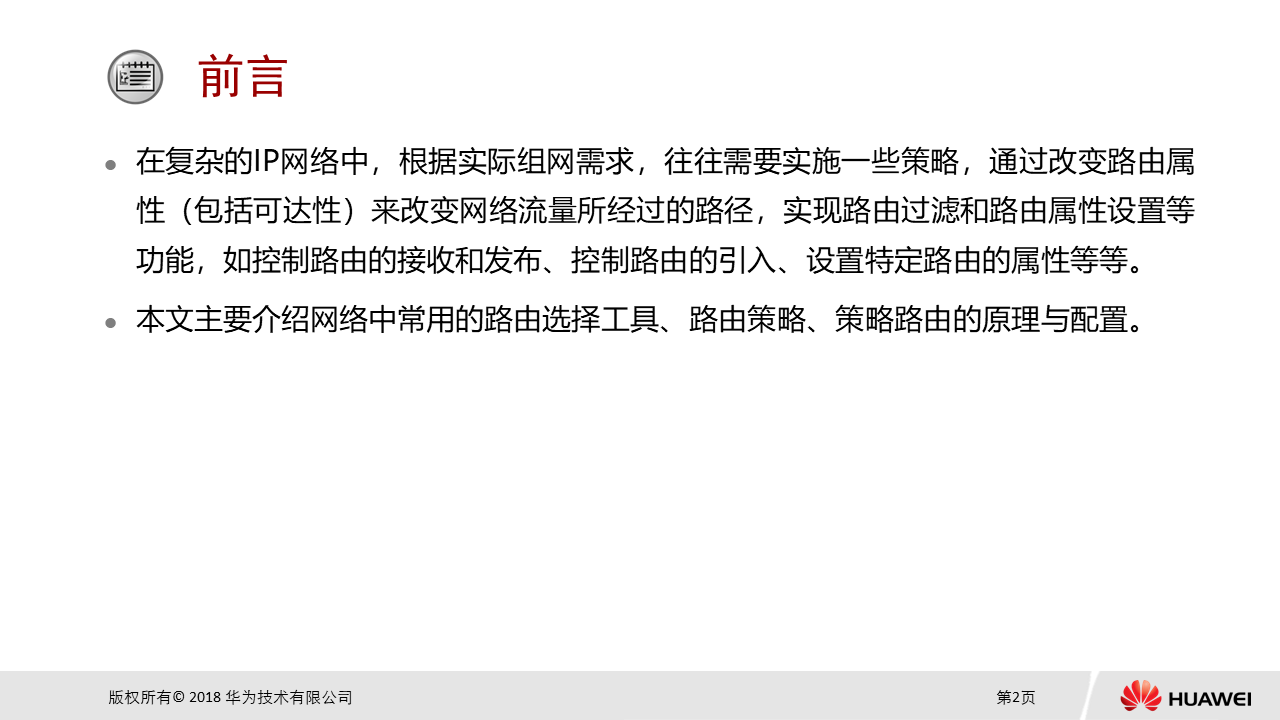 前言
在复杂的IP网络中，根据实际组网需求，往往需要实施一些策略，通过改变路由属
性（包括可达性）来改变网络流量所经过的路径，实现路由过滤和路由属性设置等
功能，如控制路由的接收和发布、控制路由的引入、设置特定路由的属性等等。
本文主要介绍网络中常用的路由选择工具、路由策略、策略路由的原理与配置。
版权所有© 2018 华为技术有限公司
第2页
HUAWEI